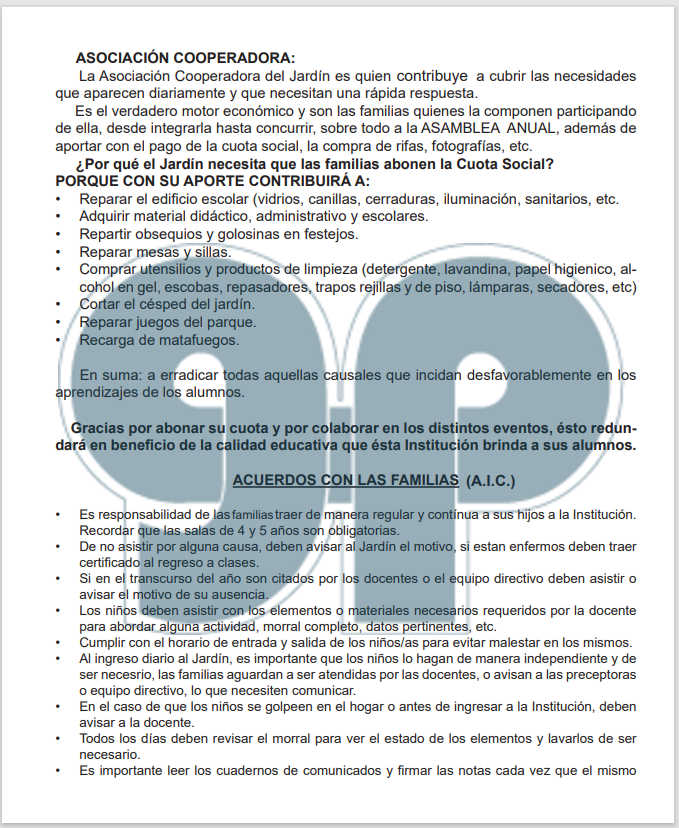 ASOCIACIÓN COOPERADORA:
La Asociación Cooperadora del Jardín es quien contribuye a cubrir las necesidades
que aparecen diariamente y que necesitan una rápida respuesta.
Es el verdadero motor económico y son las familias quienes la componen participando
de ella, desde integrarla hasta concurrir, sobre todo a la ASAMBLEA ANUAL, además de
aportar con el pago de la cuota social, la compra de rifas, fotografías, etc.
¿Por qué el Jardín necesita que las familias abonen la Cuota Social?
PORQUE CON SU APORTE CONTRIBUIRÁ A:
• Reparar el edificio escolar (vidrios, canillas, cerraduras, iluminación, sanitarios, etc.
• Adquirir material didáctico, administrativo y escolares.
• Repartir obsequios y golosinas en festejos.
• Reparar mesas y sillas.
• Comprar utensilios y productos de limpieza (detergente, lavandina, papel higienico, al-
cohol en gel, escobas, repasadores, trapos rejillas y de piso, lámparas, secadores, etc)
• Cortar el césped del jardín.
• Reparar juegos del parque.
• Recarga de matafuegos.
En suma: a erradicar todas aquellas causales que incidan desfavorablemente en los
aprendizajes de los alumnos.
Gracias por abonar su cuota y por colaborar en los distintos eventos, ésto redun-
dará en beneficio de la calidad educativa que ésta Institución brinda a sus alumnos.
ACUERDOS CON LAS FAMILIAS (A.I.C.)
• Es responsabilidad de las familias traer de manera regular y contínua a sus hijos a la Institución.
Recordar que las salas de 4 y 5 años son obligatorias.
• De no asistir por alguna causa, deben avisar al Jardín el motivo, si estan enfermos deben traer
certificado al regreso a clases.
• Si en el transcurso del año son citados por los docentes o el equipo directivo deben asistir o
avisar el motivo de su ausencia.
• Los niños deben asistir con los elementos o materiales necesarios requeridos por la docente
para abordar alguna actividad, morral completo, datos pertinentes, etc.
• Cumplir con el horario de entrada y salida de los niños/as para evitar malestar en los mismos.
• Al ingreso diario al Jardín, es importante que los niños lo hagan de manera independiente y de
ser necesrio, las familias aguardan a ser atendidas por las docentes, o avisan a las preceptoras
o equipo directivo, lo que necesiten comunicar.
• En el caso de que los niños se golpeen en el hogar o antes de ingresar a la Institución, deben
avisar a la docente.
• Todos los días deben revisar el morral para ver el estado de los elementos y lavarlos de ser
necesario.
• Es importante leer los cuadernos de comunicados y firmar las notas cada vez que el mismo
gp